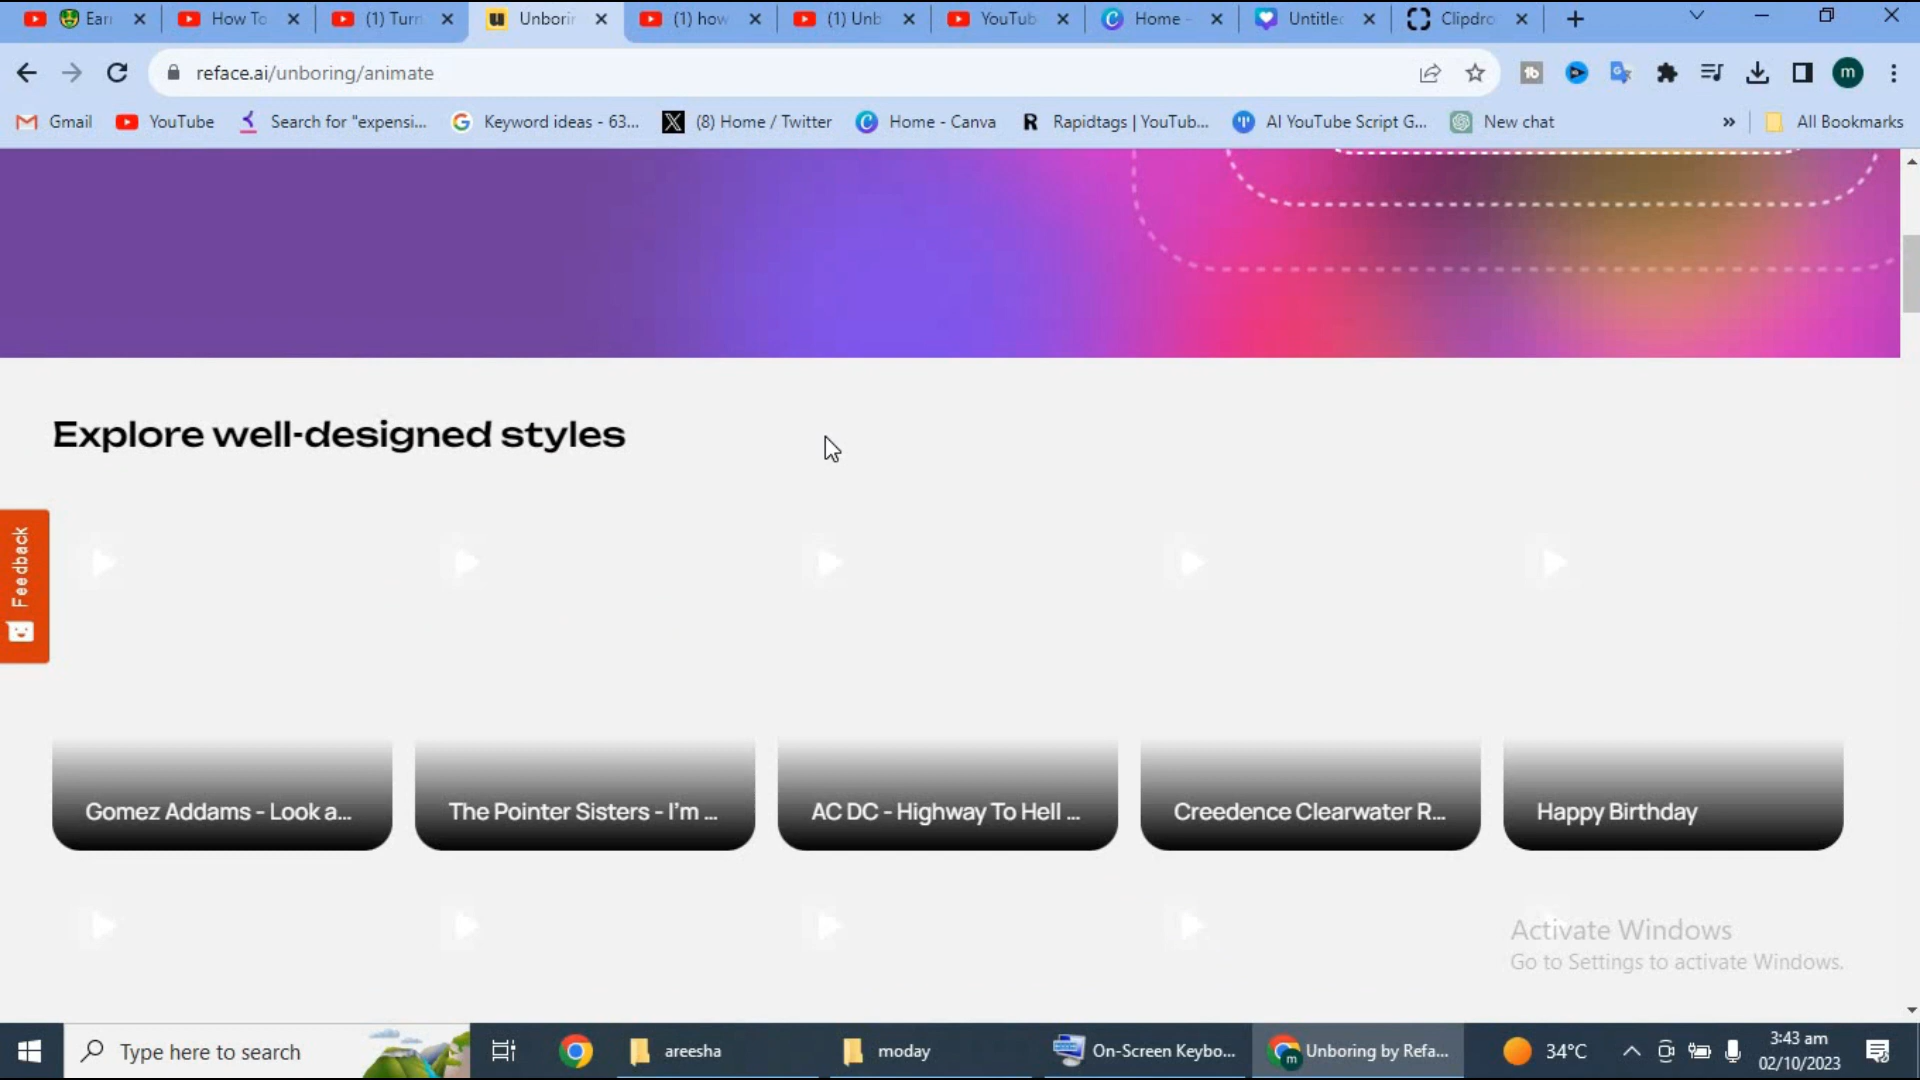 Earn
How To
(1) Turn
Unborin
(1) how
(1) Unb
YouTub
Home -
Untitled
Clipdro
reface.ai/unboring/animate
m
Gmail
YouTube
Search for "expensi...
Keyword ideas - 63...
(8) Home / Twitter
Home - Canva
Rapidtags | YouTub...
AI YouTube Script G...
New chat
»
All Bookmarks
Explore well-designed styles
Feedback
Gomez Addams - Look a...
The Pointer Sisters - I'm ...
AC DC - Highway To Hell ...
Creedence Clearwater R...
Happy Birthday
Activate Windows
Go to Settings to activate Windows.
Type here to search
areesha
moday
On-Screen Keybo...
Unboring by Refa...
34°C
3:43 am
02/10/2023